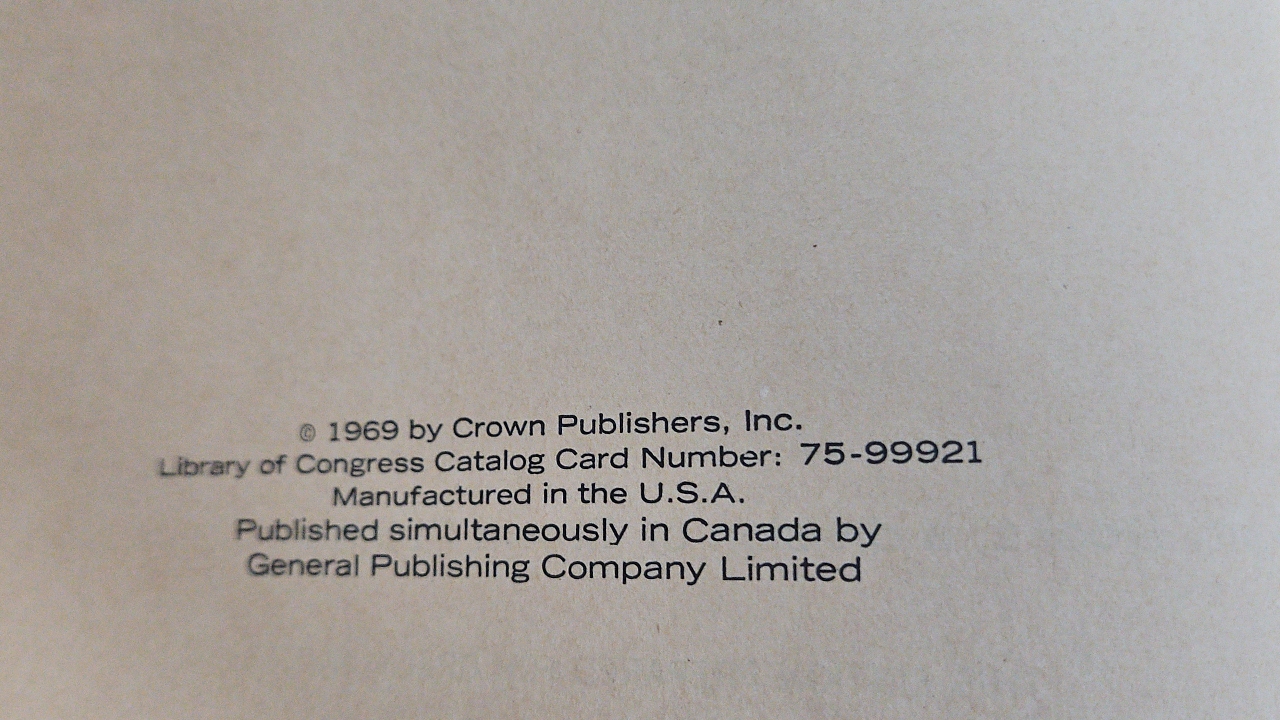 © 1969 by Crown Publishers, Inc.
Library of Congress Catalog Card Number: 75-99921
Manufactured in the U.S.A.
Published simultaneously in Canada by
General Publishing Company Limited